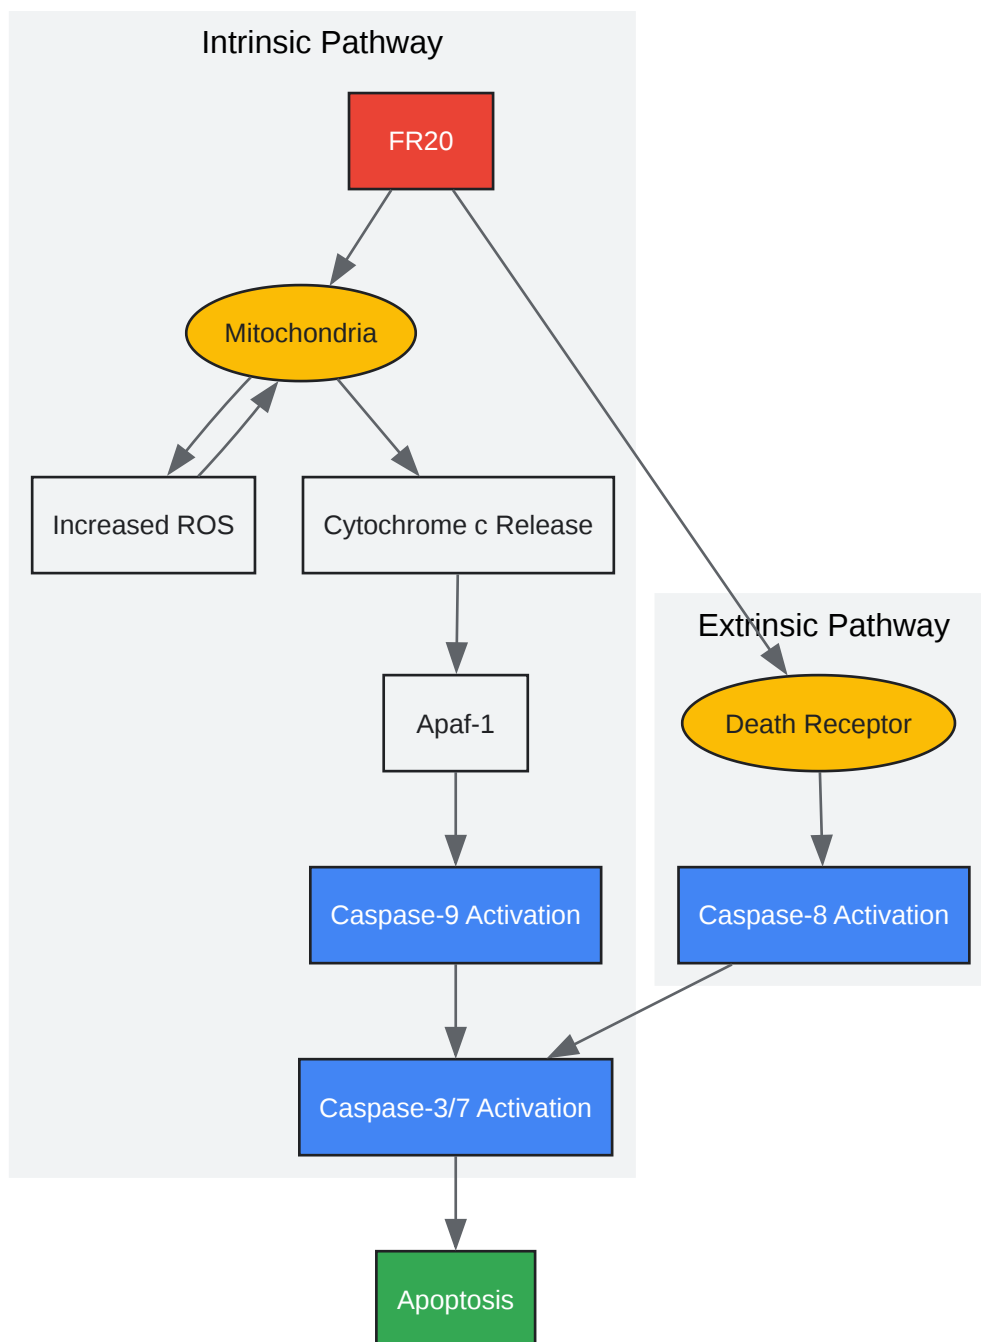 Intrinsic Pathway
FR20
Mitochondria
Increased ROS
Cytochrome c Release
Extrinsic Pathway
Apaf-1
Death Receptor
Caspase-9 Activation
Caspase-8 Activation
Caspase-3/7 Activation
Apoptosis